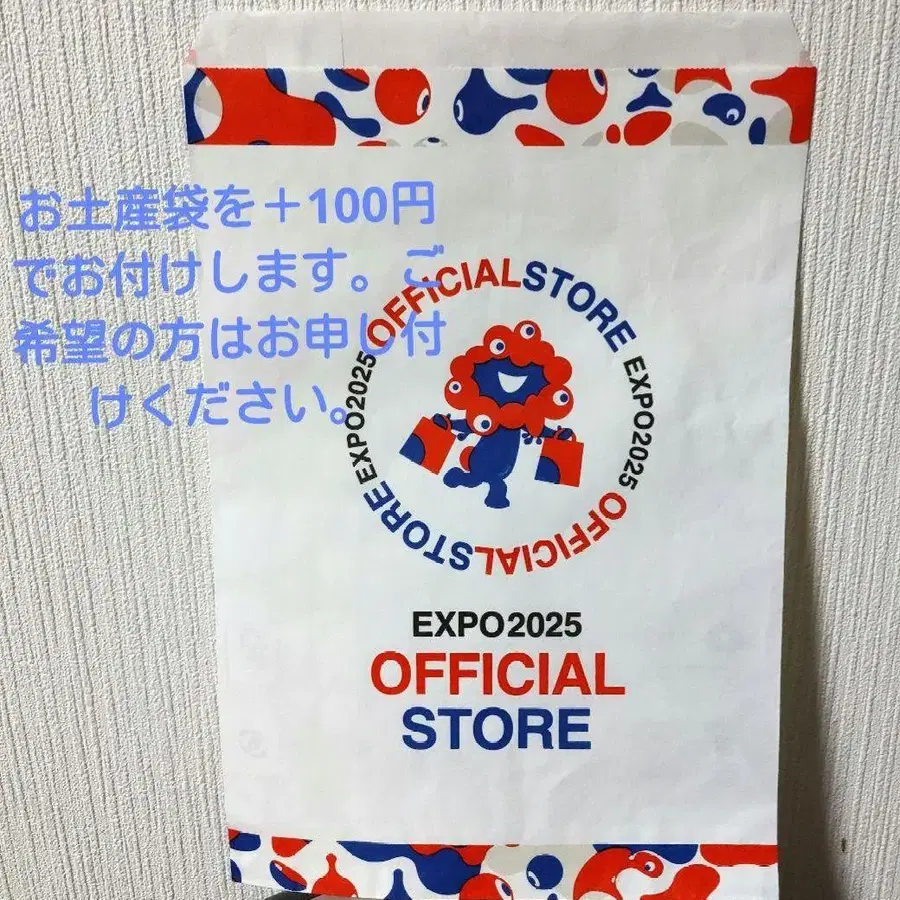 お土産袋を＋100円
でお付けします。ご
希望の方はお申し付
けください。
EXPO2025 OFFICIALSTORE
EXPO2025 OFFICIALSTORE
EXPO2025
OFFICIAL
STORE